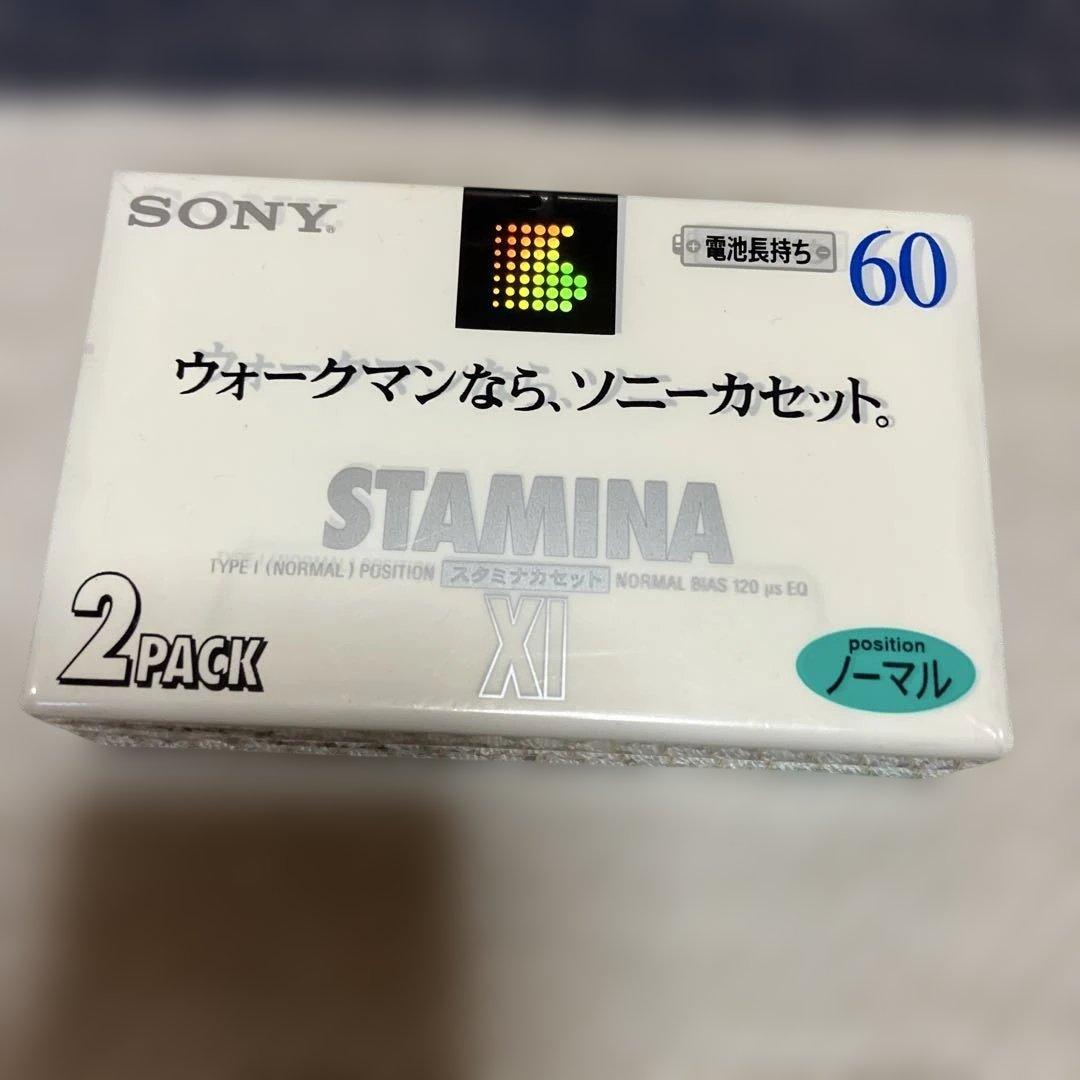 SONY
電池長持ち
60
ウォークマンなら、ソニーカセット。
STAMINA
TYPE I (NORMAL) POSITION スタミナカセット NORMAL BIAS 120 µs EQ
XI
2PACK
position
ノーマル